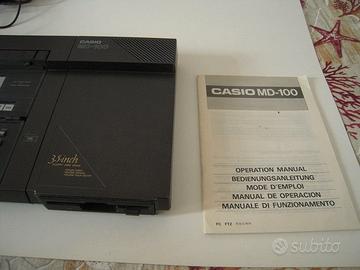 CASIO
MD-100
3.5-inch
CASIO MD-100
OPERATION MANUAL
BEDIENUNGSANLEITUNG
MODE D'EMPLOI
MANUAL DE OPERACION
MANUALE DI FUNZIONAMENTO
subito